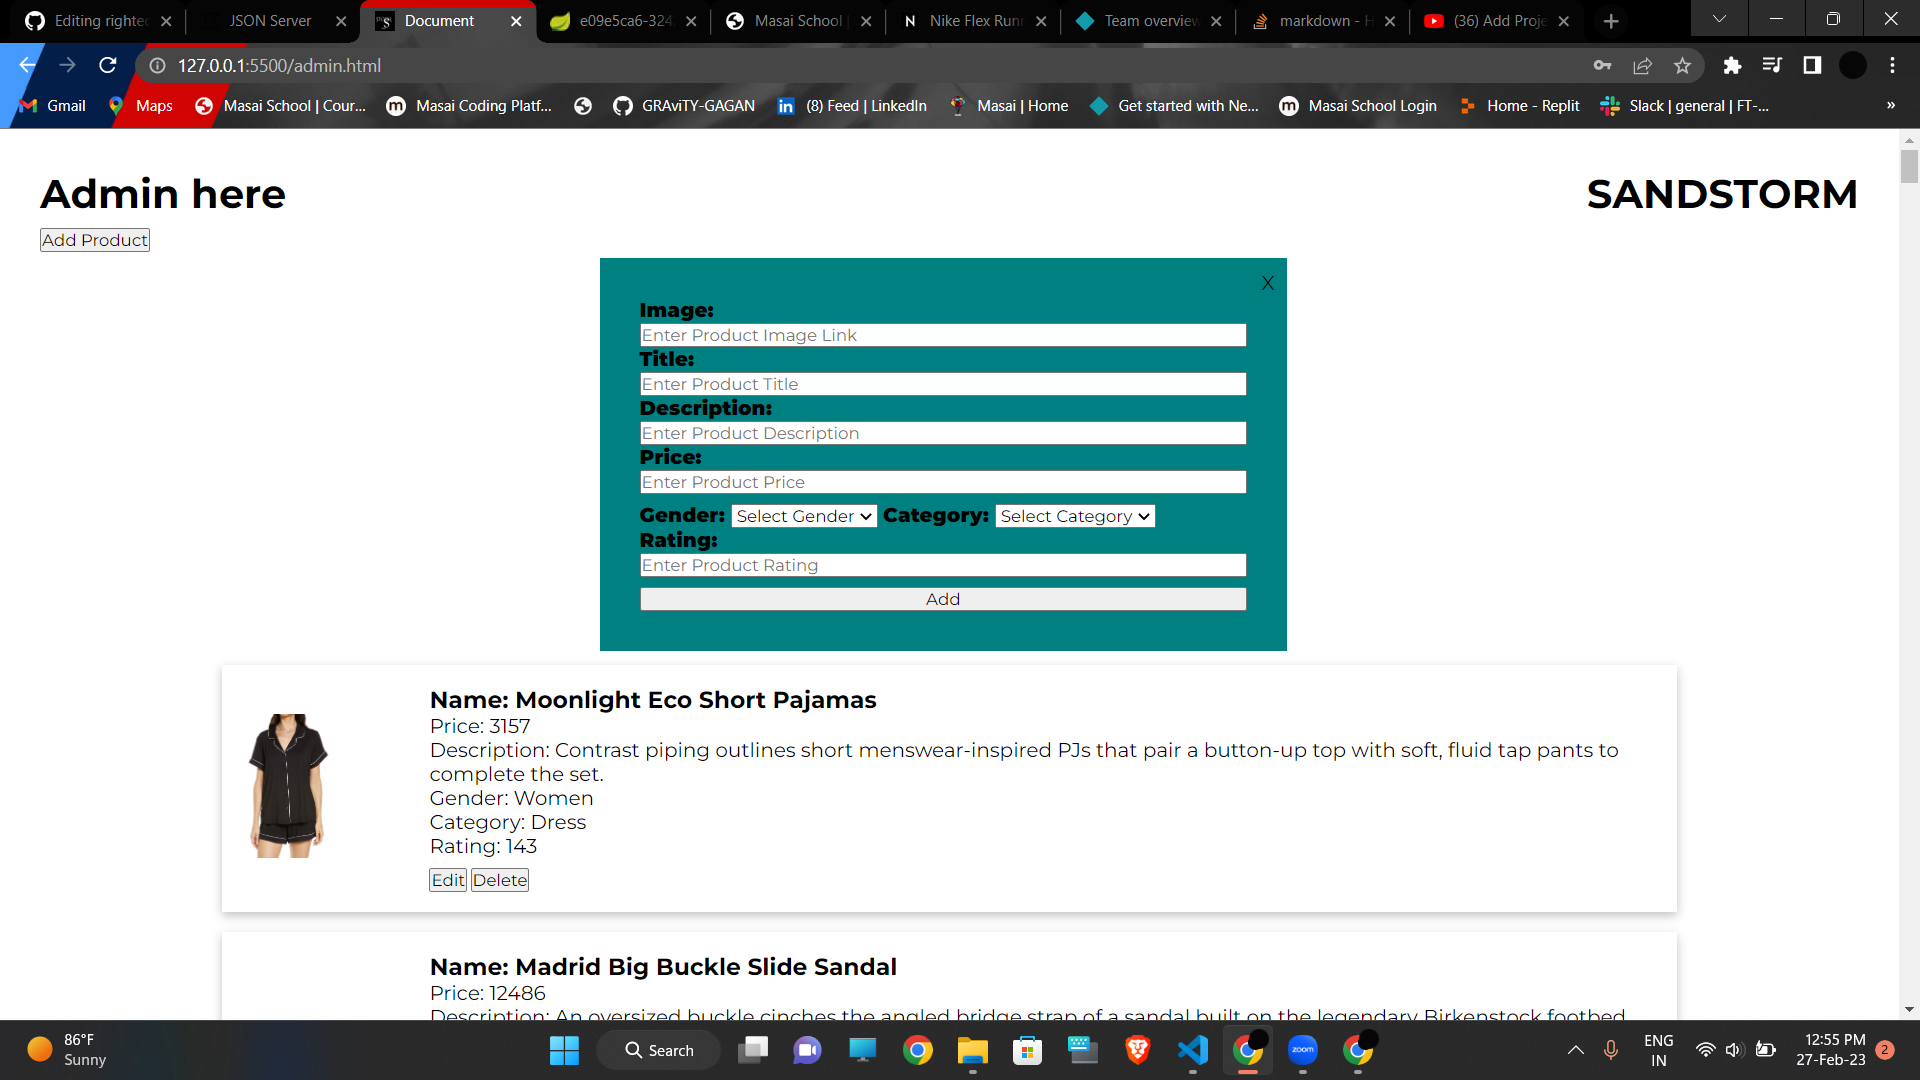 Editing righted
JSON Server
Document
e09e5ca6-324
Masai School |
Nike Flex Run
Team overview
markdown - H
(36) Add Proje
127.0.0.1:5500/admin.html
Gmail
Maps
Masai School | Cour...
Masai Coding Platf...
GRAviTY-GAGAN
(8) Feed | LinkedIn
Masai | Home
Get started with Ne...
Masai School Login
Home - Replit
Slack | general | FT-...
»
Admin here
SANDSTORM
Add Product
X
Image:
Enter Product Image Link
Title:
Enter Product Title
Description:
Enter Product Description
Price:
Enter Product Price
Gender: Select Gender Category: Select Category
Rating:
Enter Product Rating
Add
Name: Moonlight Eco Short Pajamas
Price: 3157
Description: Contrast piping outlines short menswear-inspired PJs that pair a button-up top with soft, fluid tap pants to
complete the set.
Gender: Women
Category: Dress
Rating: 143
Edit Delete
Name: Madrid Big Buckle Slide Sandal
Price: 12486
Description: An oversized buckle cinches the angled bridge strap of a sandal built on the legendary Birkenstock footbed
86°F
Sunny
Search
zoom
ENG
IN
12:55 PM
27-Feb-23
2